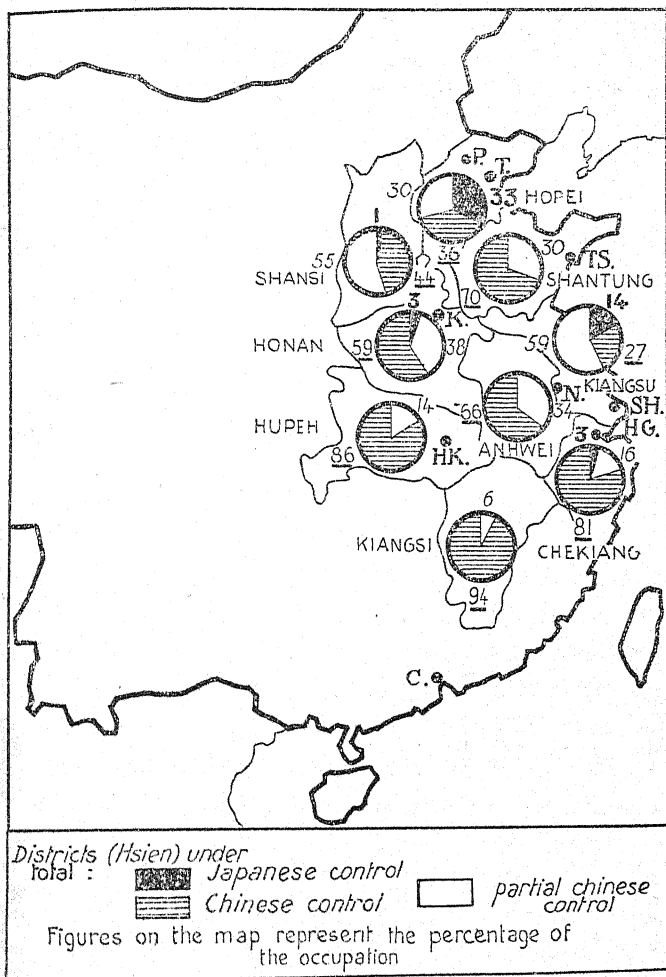 P.
T.
30
33 HOPEI
1
36
30
TS.
55
44
SHANSI
70
SHANTUNG
3
K.
14
HONAN
59
38
59
27
KIANGSU
N.
SH.
14
66
34
HUPEH
3
HG.
86
HK.
ANHWEI
16
6
KIANGSI
81
CHEKIANG
94
C.
Districts (Hsien) under
total :
Japanese control
Chinese control
partial chinese
control
Figures on the map represent the percentage of
the occupation